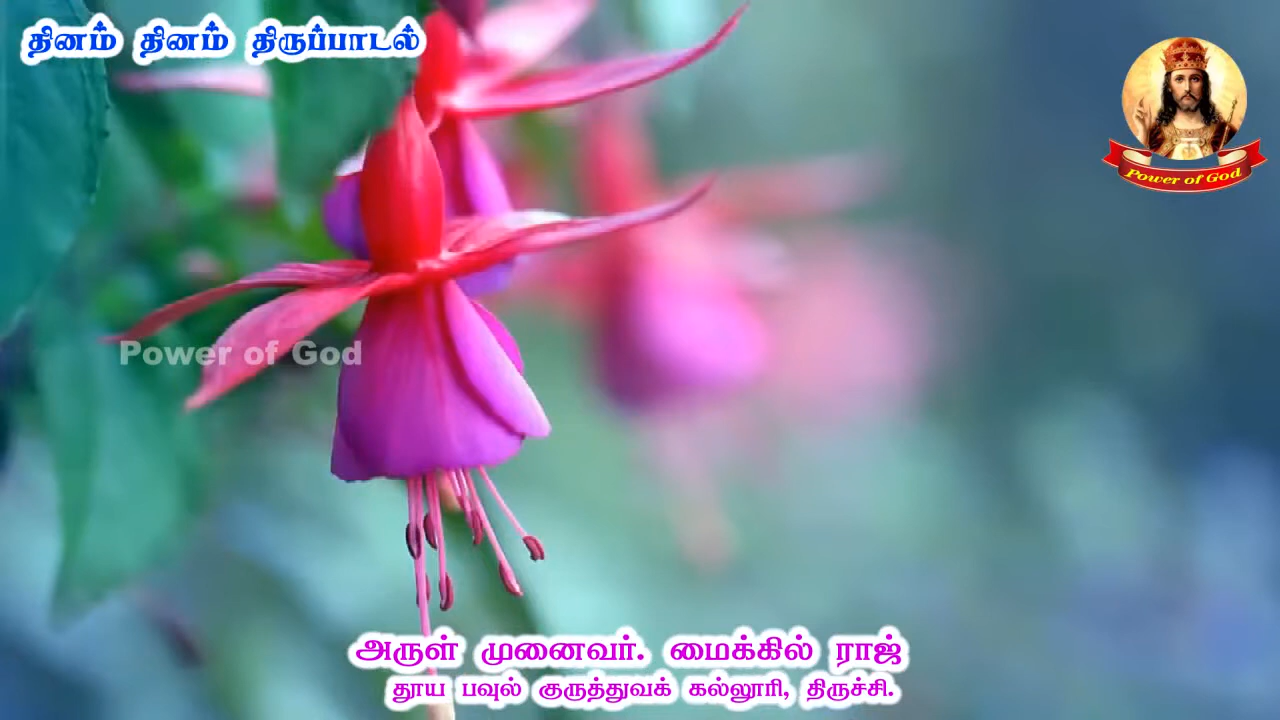 தினம் தினம் திருப்பாடல்
Power of God
Power of God
அருள் முனைவர். மைக்கில் ராஜ்
தூய பவுல் குருத்துவக் கல்லூரி, திருச்சி.